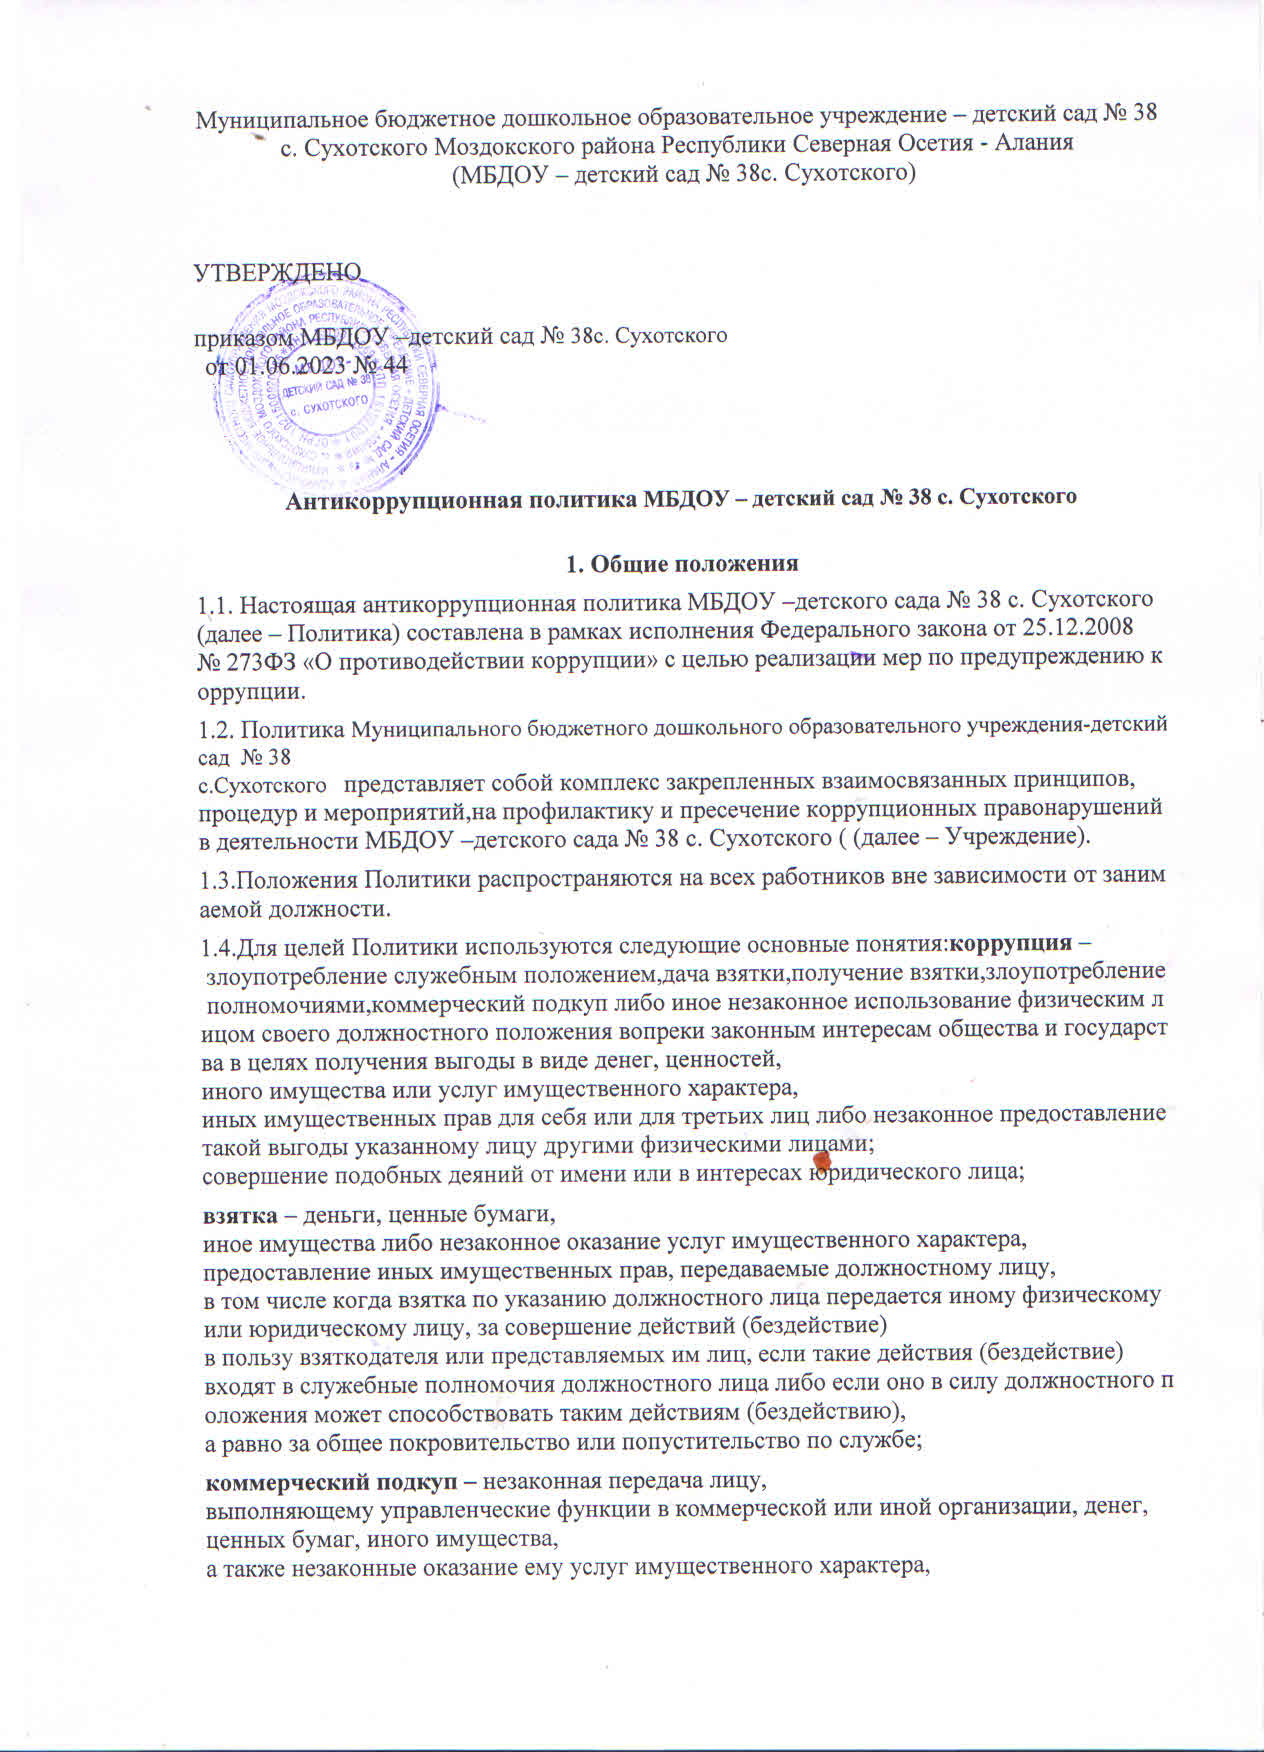 Муниципальное бюджетное дошкольное образовательное учреждение – детский сад № 38
с. Сухотского Моздокского района Республики Северная Осетия - Алания
(МБДОУ – детский сад № 38с. Сухотского)
УТВЕРЖДЕНО
приказом МБДОУ –детский сад № 38с. Сухотского
от 01.06.2023 № 44
ДЕТСКИЙ САД № 38
с. СУХОТСКОГО
Антикоррупционная политика МБДОУ – детский сад № 38 с. Сухотского
1. Общие положения
1.1. Настоящая антикоррупционная политика МБДОУ –детского сада № 38 с. Сухотского
(далее – Политика) составлена в рамках исполнения Федерального закона от 25.12.2008
№ 273ФЗ «О противодействии коррупции» с целью реализации мер по предупреждению к
оррупции.
1.2. Политика Муниципального бюджетного дошкольного образовательного учреждения-детский
сад  № 38
с.Сухотского   представляет собой комплекс закрепленных взаимосвязанных принципов,
процедур и мероприятий,на профилактику и пресечение коррупционных правонарушений
в деятельности МБДОУ –детского сада № 38 с. Сухотского ( (далее – Учреждение).
1.3.Положения Политики распространяются на всех работников вне зависимости от заним
аемой должности.
1.4.Для целей Политики используются следующие основные понятия:коррупция –
злоупотребление служебным положением,дача взятки,получение взятки,злоупотребление
полномочиями,коммерческий подкуп либо иное незаконное использование физическим л
ицом своего должностного положения вопреки законным интересам общества и государст
ва в целях получения выгоды в виде денег, ценностей,
иного имущества или услуг имущественного характера,
иных имущественных прав для себя или для третьих лиц либо незаконное предоставление
такой выгоды указанному лицу другими физическими лицами;
совершение подобных деяний от имени или в интересах юридического лица;
взятка – деньги, ценные бумаги,
иное имущества либо незаконное оказание услуг имущественного характера,
предоставление иных имущественных прав, передаваемые должностному лицу,
в том числе когда взятка по указанию должностного лица передается иному физическому
или юридическому лицу, за совершение действий (бездействие)
в пользу взяткодателя или представляемых им лиц, если такие действия (бездействие)
входят в служебные полномочия должностного лица либо если оно в силу должностного п
оложения может способствовать таким действиям (бездействию),
а равно за общее покровительство или попустительство по службе;
коммерческий подкуп – незаконная передача лицу,
выполняющему управленческие функции в коммерческой или иной организации, денег,
ценных бумаг, иного имущества,
а также незаконные оказание ему услуг имущественного характера,